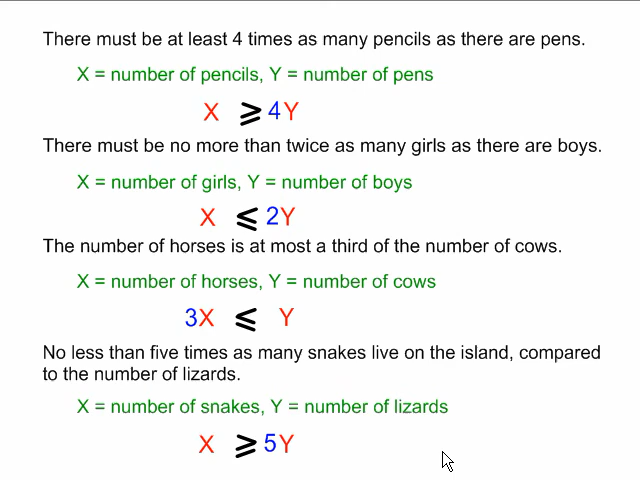 There must be at least 4 times as many pencils as there are pens.
X = number of pencils, Y = number of pens
X ⩾ 4Y
There must be no more than twice as many girls as there are boys.
X = number of girls, Y = number of boys
X ⩽ 2Y
The number of horses is at most a third of the number of cows.
X = number of horses, Y = number of cows
3X ⩽ Y
No less than five times as many snakes live on the island, compared
to the number of lizards.
X = number of snakes, Y = number of lizards
X ⩾ 5Y